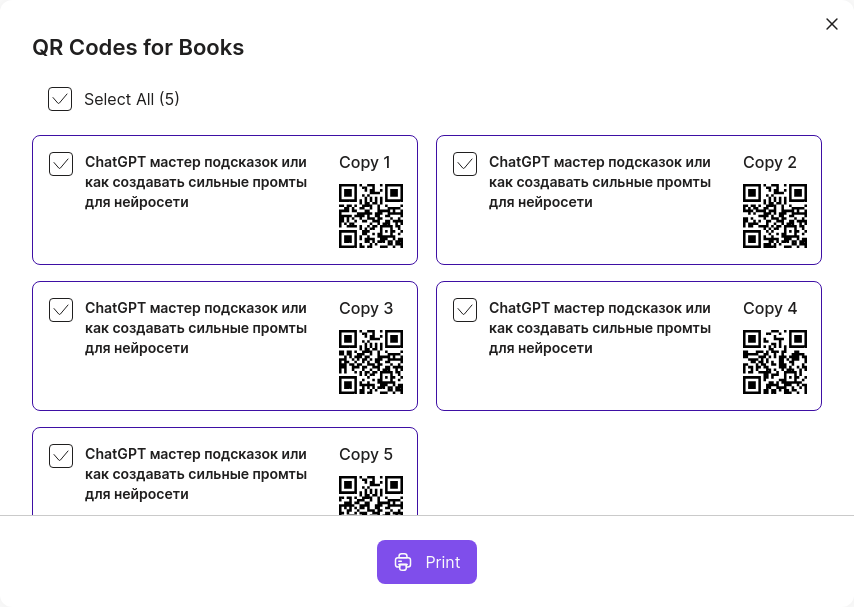 QR Codes for Books
Select All (5)
ChatGPT мастер подсказок или
как создавать сильные промты
для нейросети
Copy 1
ChatGPT мастер подсказок или
как создавать сильные промты
для нейросети
Copy 2
ChatGPT мастер подсказок или
как создавать сильные промты
для нейросети
Copy 3
ChatGPT мастер подсказок или
как создавать сильные промты
для нейросети
Copy 4
ChatGPT мастер подсказок или
как создавать сильные промты
для нейросети
Copy 5
Print